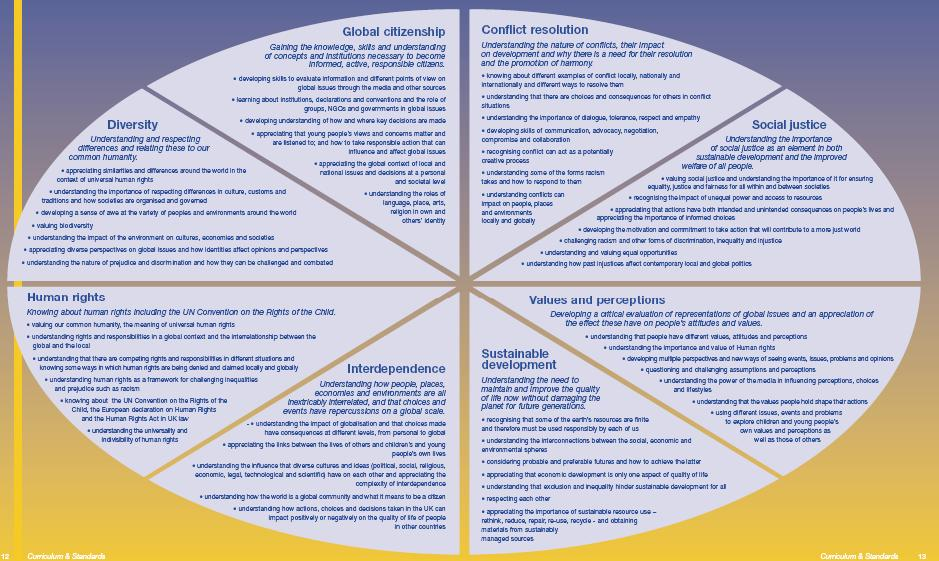 Global citizenship
Gaining the knowledge, skills and understanding
of concepts and institutions necessary to become
informed, active, responsible citizens.
• developing skills to evaluate information and different points of view on
global issues through the media and other sources
• learning about institutions, declarations and conventions and the role of
groups, NGOs and governments in global issues
• developing understanding of how and where key decisions are made
• appreciating that young people's views and concerns matter and
are listened to; and how to take responsible action that can
influence and affect global issues
• appreciating the global context of local and
national issues and decisions at a personal
and societal level
• understanding the roles of
language, place, arts,
religion in own and
others' identity
Conflict resolution
Understanding the nature of conflicts, their impact
on development and why there is a need for their resolution
and the promotion of harmony.
• knowing about different examples of conflict locally, nationally and
internationally and different ways to resolve them
• understanding that there are choices and consequences for others in conflict
situations
• understanding the importance of dialogue, tolerance, respect and empathy
• developing skills of communication, advocacy, negotiation,
compromise and collaboration
• recognising conflict can act as a potentially
creative process
• understanding some of the forms racism
takes and how to respond to them
• understanding conflicts can
impact on people, places
and environments
locally and globally
Diversity
Understanding and respecting
differences and relating these to our
common humanity.
• appreciating similarities and differences around the world in the
context of universal human rights
• understanding the importance of respecting differences in culture, customs and
traditions and how societies are organised and governed
• developing a sense of awe at the variety of peoples and environments around the world
• valuing biodiversity
• understanding the impact of the environment on cultures, economies and societies
• appreciating diverse perspectives on global issues and how identities affect opinions and perspectives
• understanding the nature of prejudice and discrimination and how they can be challenged and combated
Social justice
Understanding the importance
of social justice as an element in both
sustainable development and the improved
welfare of all people.
• valuing social justice and understanding the importance of it for ensuring
equality, justice and fairness for all within and between societies
• recognising the impact of unequal power and access to resources
• appreciating that actions have both intended and unintended consequences on people's lives and
appreciating the importance of informed choices
• developing the motivation and commitment to take action that will contribute to a more just world
• challenging racism and other forms of discrimination, inequality and injustice
• understanding and valuing equal opportunities
• understanding how past injustices affect contemporary local and global politics
Human rights
Knowing about human rights including the UN Convention on the Rights of the Child.
• valuing our common humanity, the meaning of universal human rights
• understanding rights and responsibilities in a global context and the interrelationship between the
global and the local
• understanding that there are competing rights and responsibilities in different situations and
knowing some ways in which human rights are being denied and claimed locally and globally
• understanding human rights as a framework for challenging inequalities
and prejudice such as racism
• knowing about the UN Convention on the Rights of the
Child, the European declaration on Human Rights
and the Human Rights Act in UK law
• understanding the universality and
indivisibility of human rights
Interdependence
Understanding how people, places,
economies and environments are all
inextricably interrelated, and that choices and
events have repercussions on a global scale.
- • understanding the impact of globalisation and that choices made
have consequences at different levels, from personal to global
• appreciating the links between the lives of others and children's and young
people's own lives
• understanding the influence that diverse cultures and ideas (political, social, religious,
economic, legal, technological and scientific) have on each other and appreciating the
complexity of interdependence
• understanding how the world is a global community and what it means to be a citizen
• understanding how actions, choices and decisions taken in the UK can
impact positively or negatively on the quality of life of people
in other countries
Values and perceptions
Developing a critical evaluation of representations of global issues and an appreciation of
the effect these have on people's attitudes and values.
• understanding that people have different values, attitudes and perceptions
• understanding the importance and value of Human rights
• developing multiple perspectives and new ways of seeing events, issues, problems and opinions
• questioning and challenging assumptions and perceptions
• understanding the power of the media in influencing perceptions, choices
and lifestyles
• understanding that the values people hold shape their actions
• using different issues, events and problems
to explore children and young people's
own values and perceptions as
well as those of others
Sustainable
development
Understanding the need to
maintain and improve the quality
of life now without damaging the
planet for future generations.
• recognising that some of the earth's resources are finite
and therefore must be used responsibly by each of us
• understanding the interconnections between the social, economic and
environmental spheres
• considering probable and preferable futures and how to achieve the latter
• appreciating that economic development is only one aspect of quality of life
• understanding that exclusion and inequality hinder sustainable development for all
• respecting each other
• appreciating the importance of sustainable resource use –
rethink, reduce, repair, re-use, recycle - and obtaining
materials from sustainably
managed sources
12 Curriculum & Standards
Curriculum & Standards 13